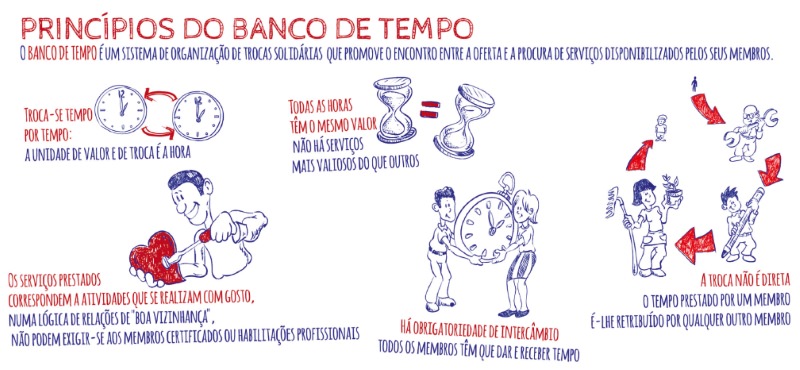 PRINCÍPIOS DO BANCO DE TEMPO
O BANCO DE TEMPO É UM SISTEMA DE ORGANIZAÇÃO DE TROCAS SOLIDÁRIAS QUE PROMOVE O ENCONTRO ENTRE A OFERTA E A PROCURA DE SERVIÇOS DISPONIBILIZADOS PELOS SEUS MEMBROS.
TROCA-SE TEMPO
POR TEMPO:
A UNIDADE DE VALOR E DE TROCA É A HORA
TODAS AS HORAS
TÊM O MESMO VALOR
NÃO HÁ SERVIÇOS
MAIS VALIOSOS DO QUE OUTROS
OS SERVIÇOS PRESTADOS
CORRESPONDEM A ATIVIDADES QUE SE REALIZAM COM GOSTO,
NUMA LÓGICA DE RELAÇÕES DE "BOA VIZINHANÇA",
NÃO PODEM EXIGIR-SE AOS MEMBROS CERTIFICADOS OU HABILITAÇÕES PROFISSIONAIS
HÁ OBRIGATORIEDADE DE INTERCÂMBIO
TODOS OS MEMBROS TÊM QUE DAR E RECEBER TEMPO
A TROCA NÃO É DIRETA
O TEMPO PRESTADO POR UM MEMBRO
É-LHE RETRIBUÍDO POR QUALQUER OUTRO MEMBRO